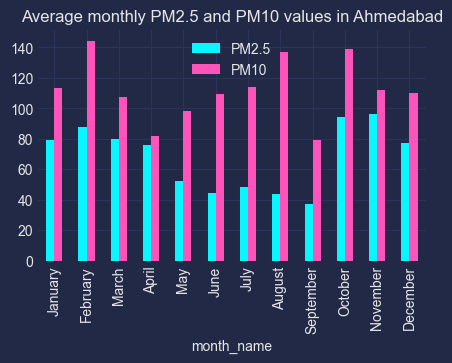 Average monthly PM2.5 and PM10 values in Ahmedabad
PM2.5
PM10
140
120
100
80
60
40
20
0
January
February
March
April
May
June
July
August
September
October
November
December
month_name